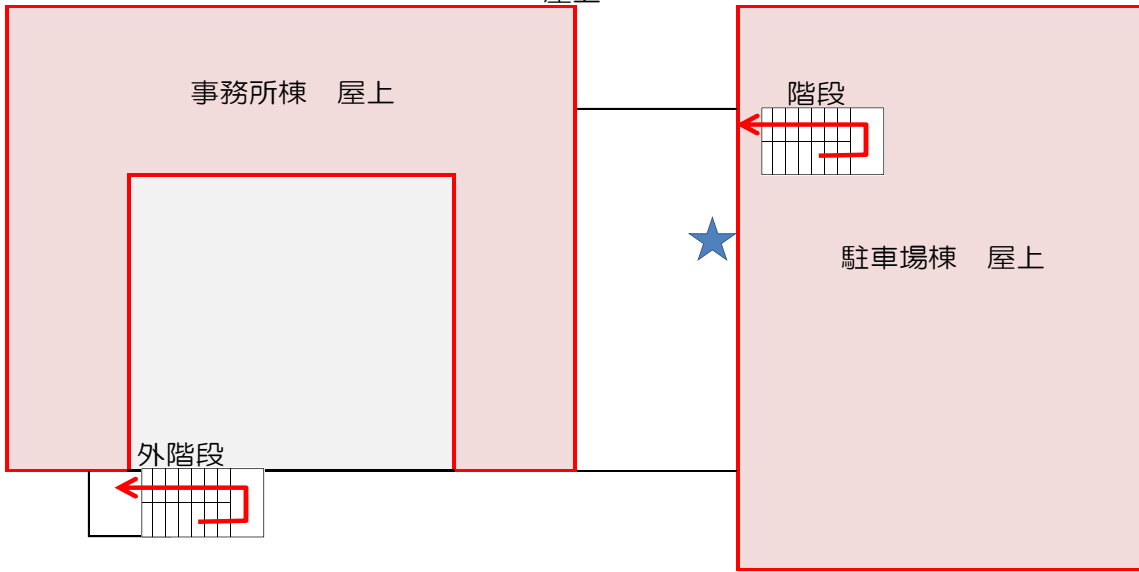 事務所棟　屋上
階段
駐車場棟　屋上
外階段